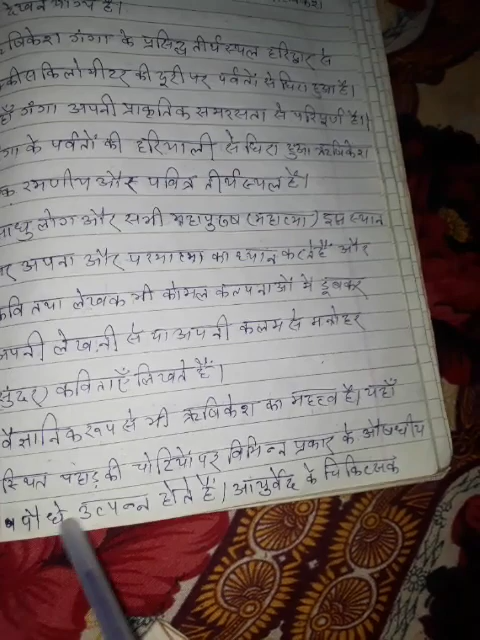 देखने योग्य है।
षिकेश गंगा के प्रसिद्ध तीर्थस्थल हरिद्वार से
किलोमीटर की दूरी पर पर्वतों से घिरा हुआ है।
गंगा अपनी प्राकृतिक समरसता से परिपूर्ण है।
के पर्वतों की हरियाली से घिरा हुआ ऋषिकेश
रमणीय और पवित्र तीर्थस्थल है।
साधु लोग और सभी महापुरुष (महात्मा) इस स्थान
अपना और परमात्मा का ध्यान करते हैं और
कवि तथा लेखक भी कोमल कल्पनाओं में डूबकर
अपनी लेखनी से या अपनी कलम से मनोहर
(सुंदर) कविताएँ लिखते हैं।
वैज्ञानिक रूप से भी ऋषिकेश का महत्व है। यहाँ
स्थित पहाड़ की चोटियों पर विभिन्न प्रकार के औषधीय
पौधे उत्पन्न होते हैं। आयुर्वेद के चिकित्सक